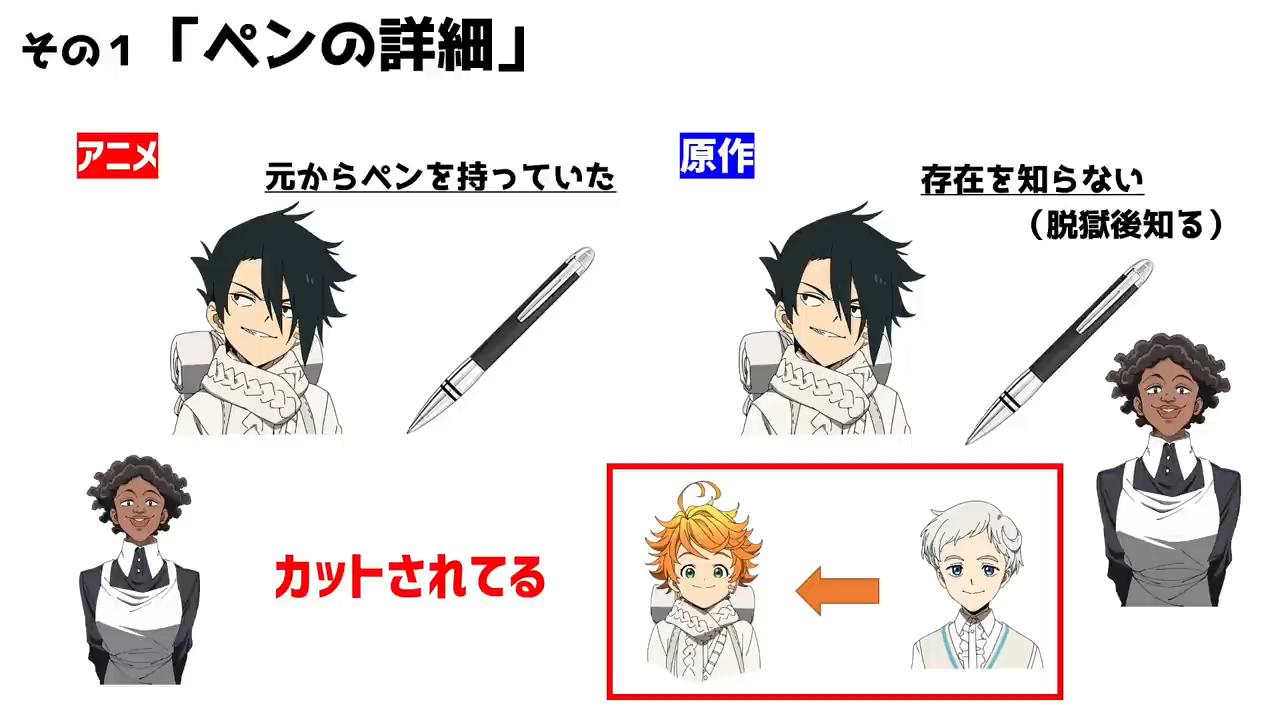 その1「ペンの詳細」
アニメ
元からペンを持っていた
原作
存在を知らない
（脱獄後知る）
カットされてる